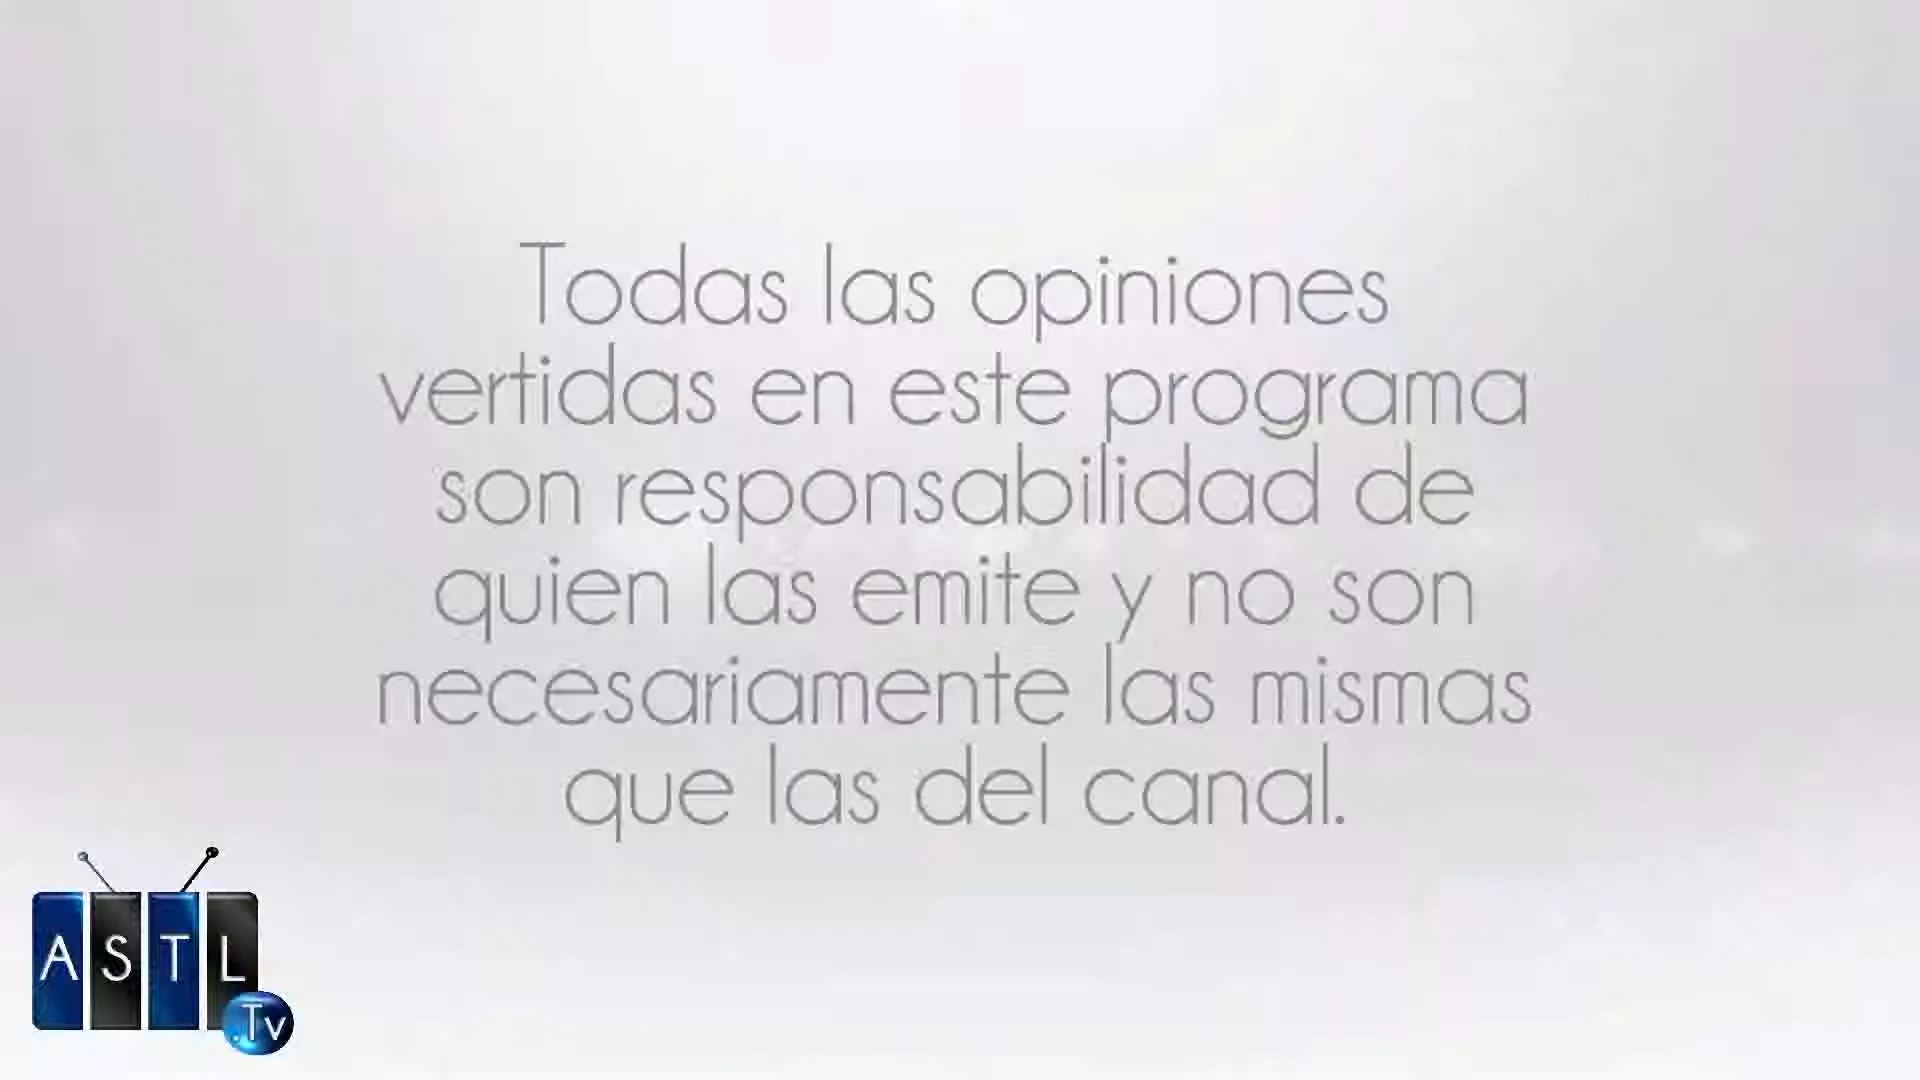 Todas las opiniones
vertidas en este programa
son responsabilidad de
quien las emite y no son
necesariamente las mismas
que las del canal.
ASTL
.Tv